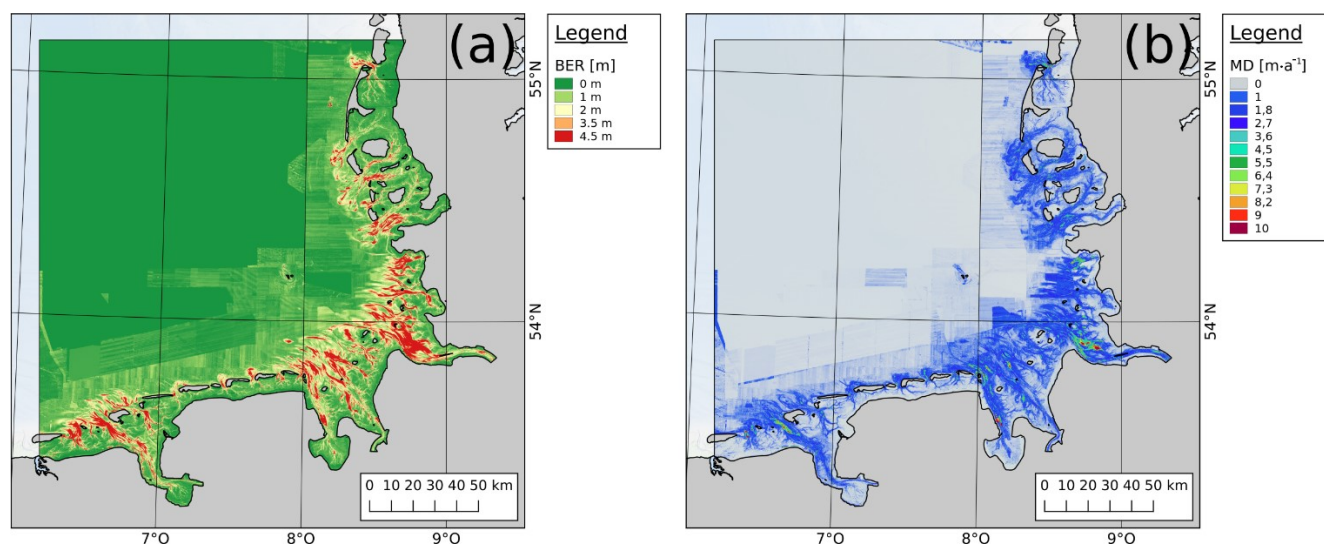 (a)
Legend
BER [m]
0 m
1 m
2 m
3.5 m
4.5 m
55°N
54°N
0 10 20 30 40 50 km
7°O
8°O
9°O
(b)
Legend
MD [m·a⁻¹]
0
1
1,8
2,7
3,6
4,5
5,5
6,4
7,3
8,2
9
10
55°N
54°N
0 10 20 30 40 50 km
7°O
8°O
9°O